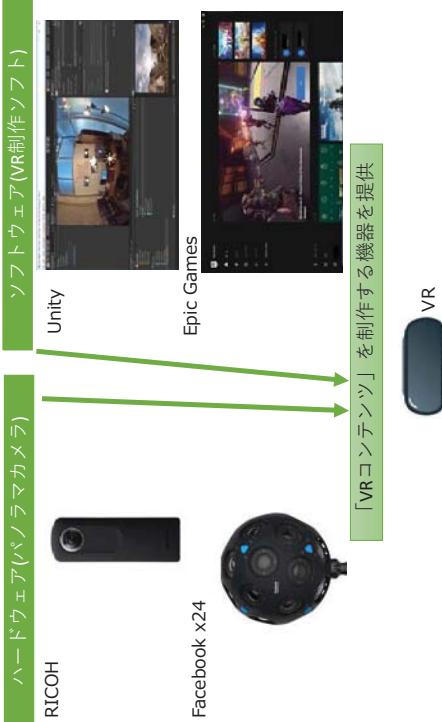 ハードウェア(パノラマカメラ)
RICOH
Facebook x24
ソフトウェア(VR制作ソフト)
Unity
Epic Games
「VRコンテンツ」を制作する機器を提供
VR